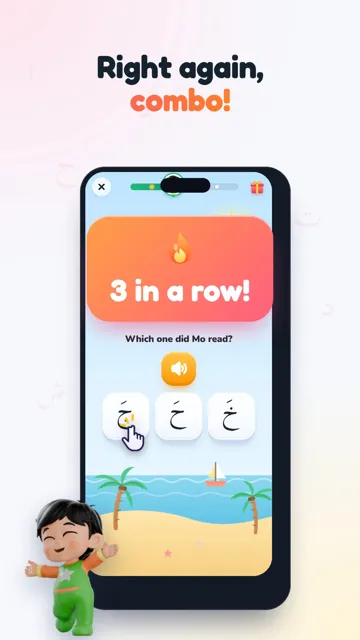 Right again,
combo!
3 in a row!
Which one did Mo read?
خَ حَ جَ